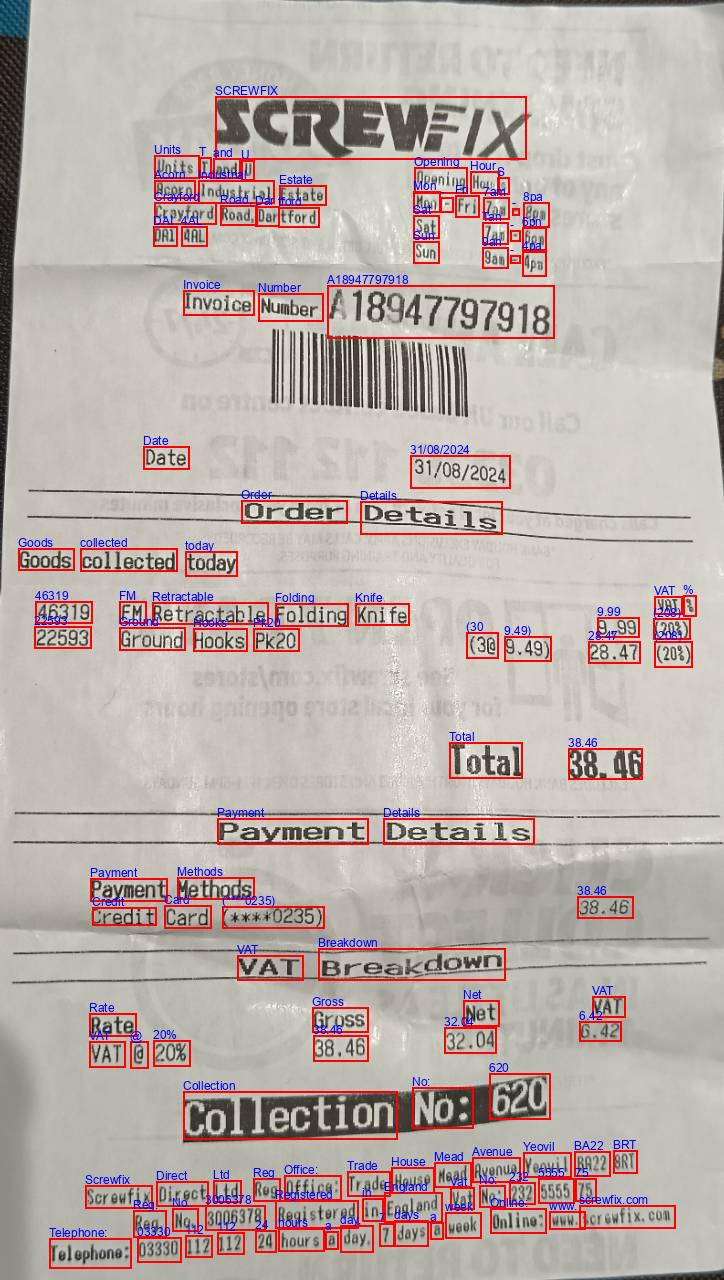 SCREWFIX
Units T and U
Acorn Industrial Estate
Crayford Road, Dartford
DA1 4AL
Opening Hours
Mon - Fri 7am - 8pm
Sat 7am - 6pm
Sun 9am - 4pm
Invoice Number A18947797918
Date 31/08/2024
Order Details
Goods collected today
VAT %
46319 FM Retractable Folding Knife 9.99 (20%)
22593 Ground Hooks Pk20 (3@ 9.49) 28.47 (20%)
Total 38.46
Payment Details
Payment Methods
Credit Card (****0235) 38.46
VAT Breakdown
Rate Gross Net VAT
VAT @ 20% 38.46 32.04 6.42
Collection No: 620
Screwfix Direct Ltd Reg Office: Trade House Mead Avenue Yeovil BA22 8RT
Reg. No. 3006378 Registered in England Vat No: 232 5555 75
Telephone: 03330 112 112 24 hours a day, 7 days a week Online: www.screwfix.com